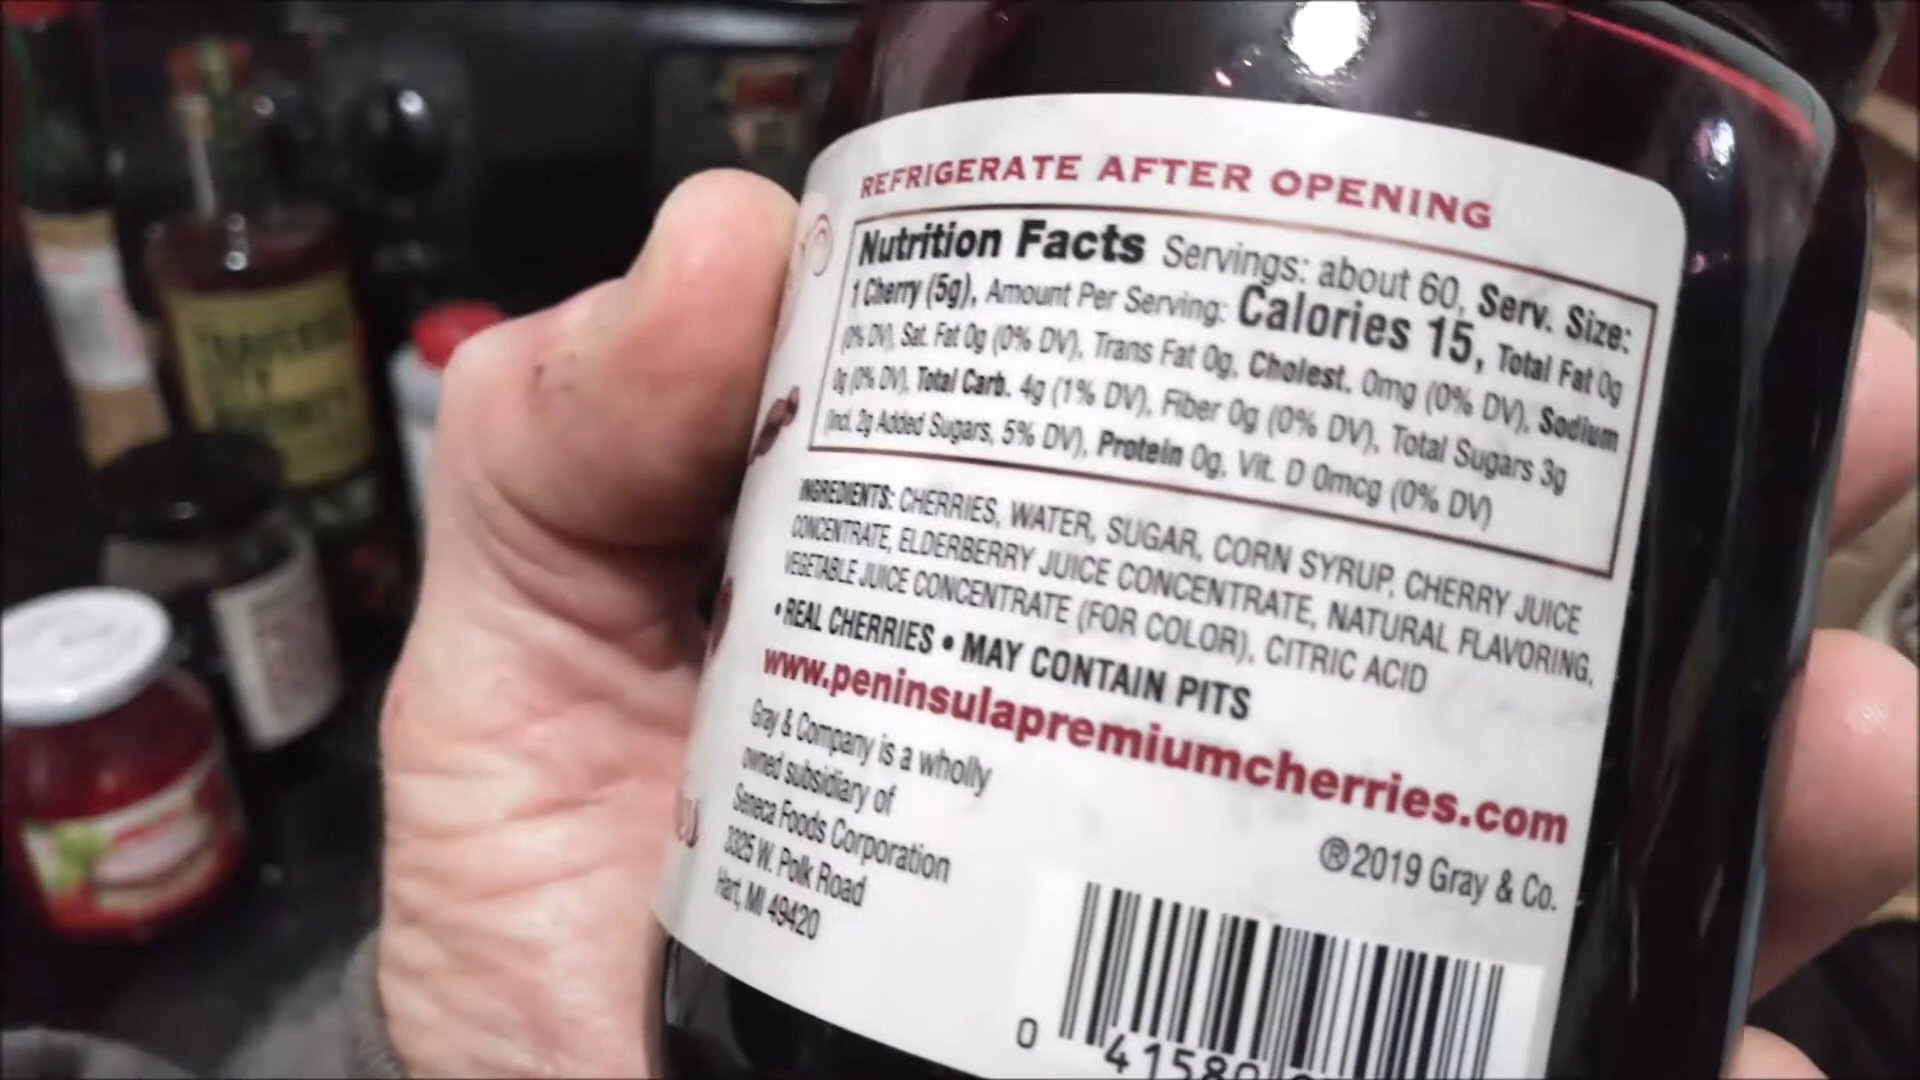 REFRIGERATE AFTER OPENING
Nutrition Facts Servings: about 60, Serv. Size:
1 Cherry (5g), Amount Per Serving: Calories 15, Total Fat 0g
(0% DV), Sat. Fat 0g (0% DV), Trans Fat 0g, Cholest. 0mg (0% DV), Sodium
0g (0% DV), Total Carb. 4g (1% DV), Fiber 0g (0% DV), Total Sugars 3g
(Incl. 2g Added Sugars, 5% DV), Protein 0g, Vit. D 0mcg (0% DV)
INGREDIENTS: CHERRIES, WATER, SUGAR, CORN SYRUP, CHERRY JUICE
CONCENTRATE, ELDERBERRY JUICE CONCENTRATE, NATURAL FLAVORING,
VEGETABLE JUICE CONCENTRATE (FOR COLOR), CITRIC ACID
• REAL CHERRIES • MAY CONTAIN PITS
www.peninsulapremiumcherries.com
Gray & Company is a wholly
owned subsidiary of
Seneca Foods Corporation
3325 W. Polk Road
Hart, MI 49420
®2019 Gray & Co.
0 41580